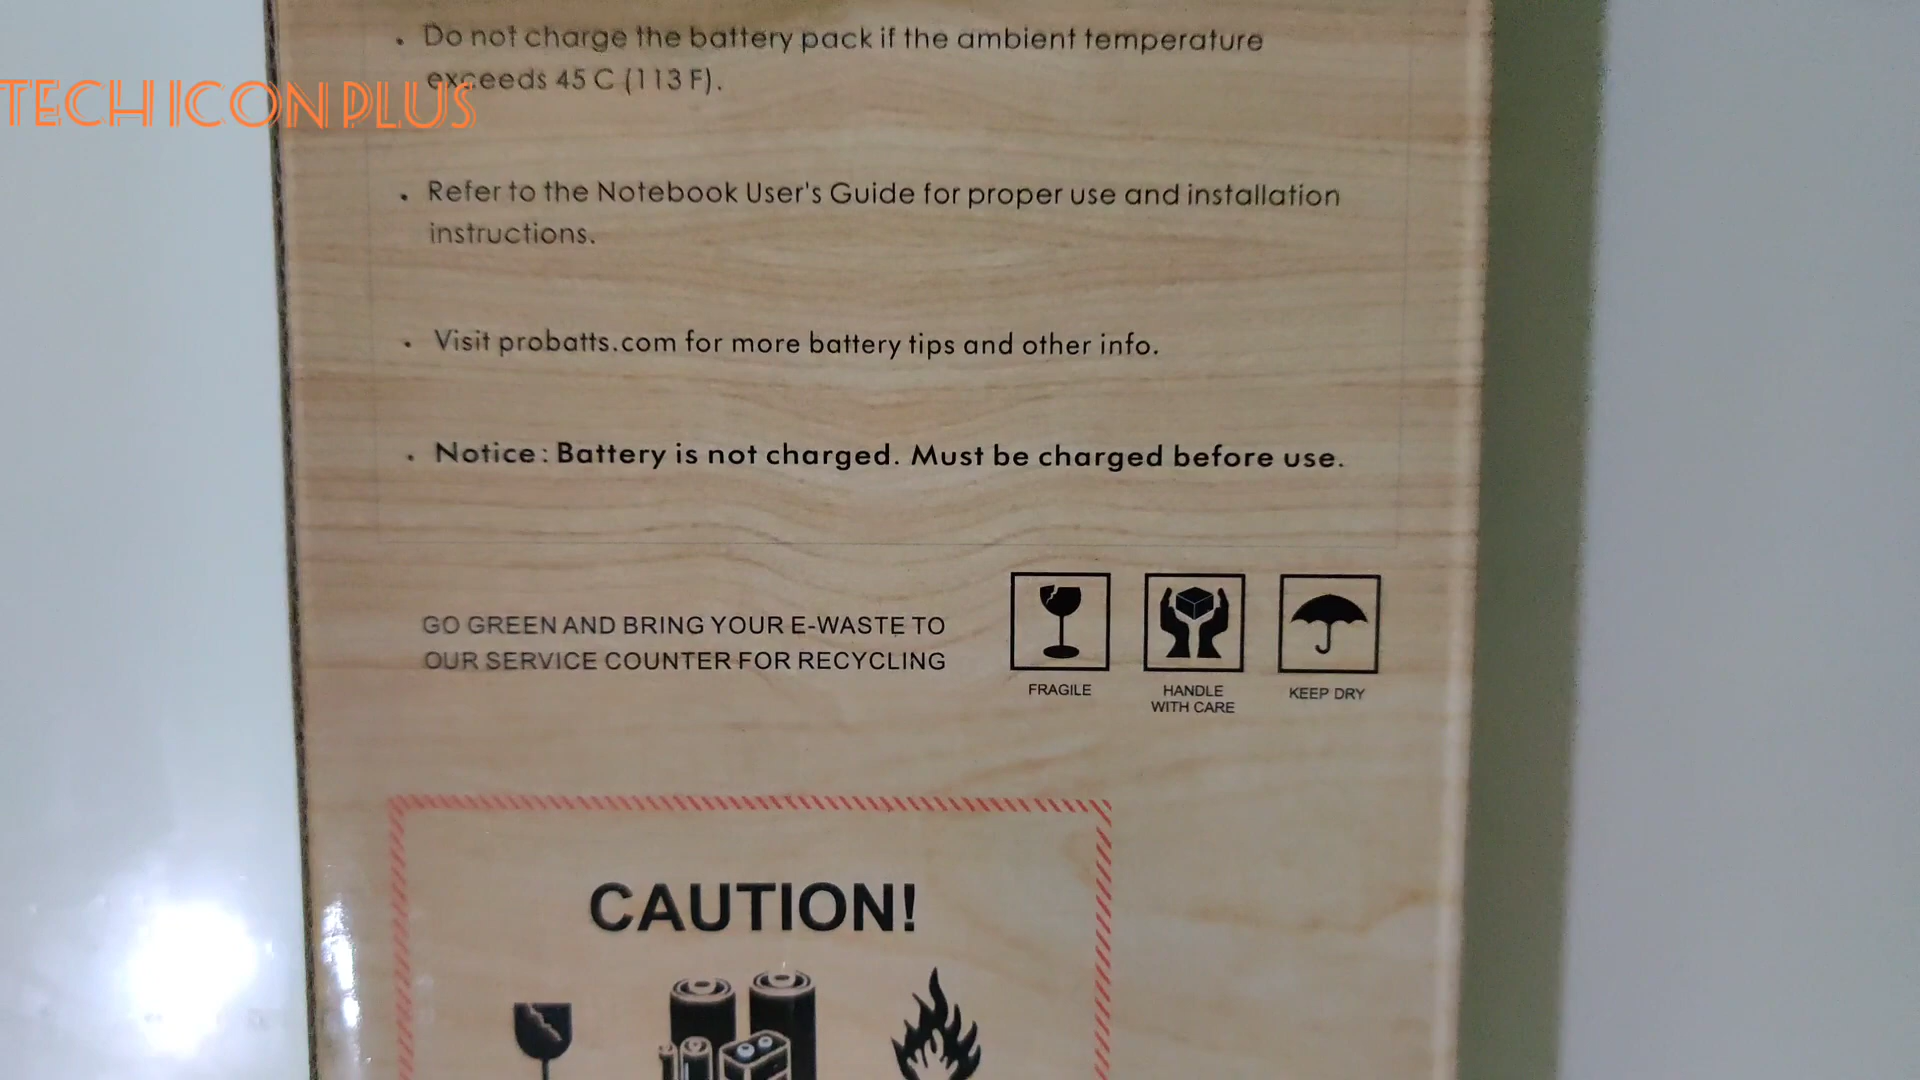 . Do not charge the battery pack if the ambient temperature
exceeds 45 C (113 F).
TECH ICON PLUS
. Refer to the Notebook User's Guide for proper use and installation
instructions.
. Visit probatts.com for more battery tips and other info.
. Notice: Battery is not charged. Must be charged before use.
GO GREEN AND BRING YOUR E-WASTE TO
OUR SERVICE COUNTER FOR RECYCLING
FRAGILE
HANDLE
WITH CARE
KEEP DRY
CAUTION!